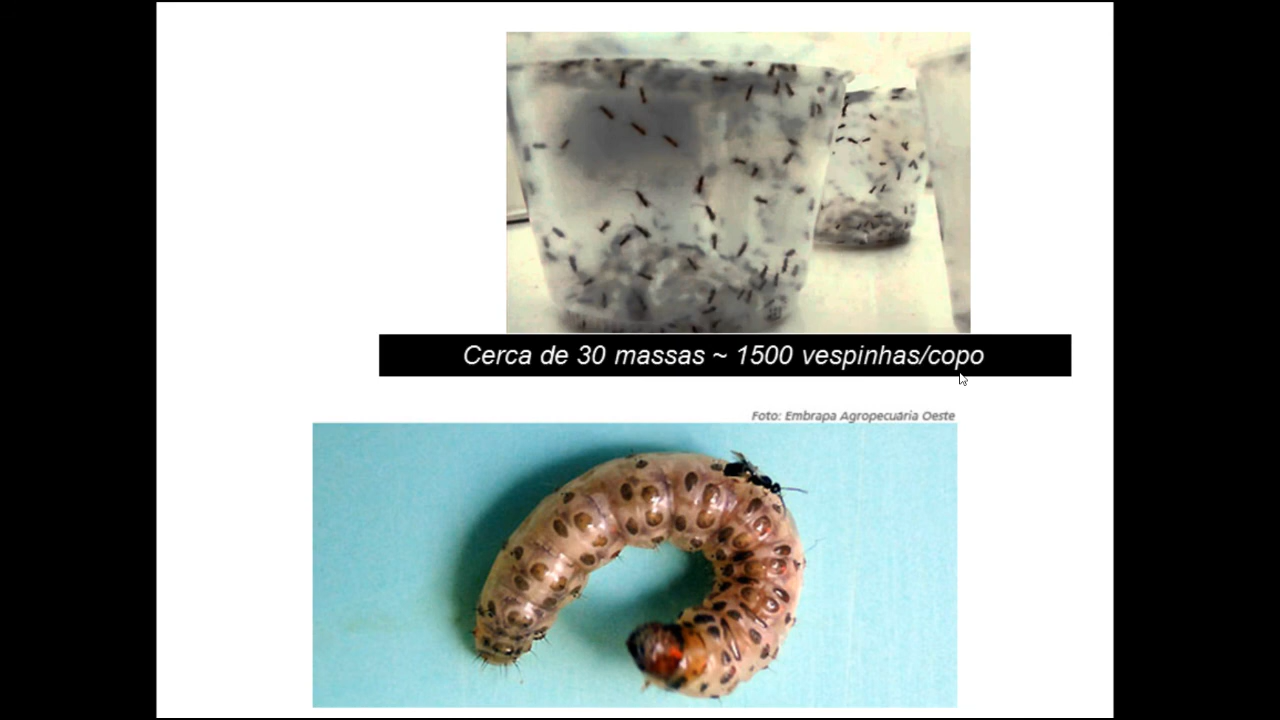 Cerca de 30 massas ~ 1500 vespinhas/copo
Foto: Embrapa Agropecuária Oeste